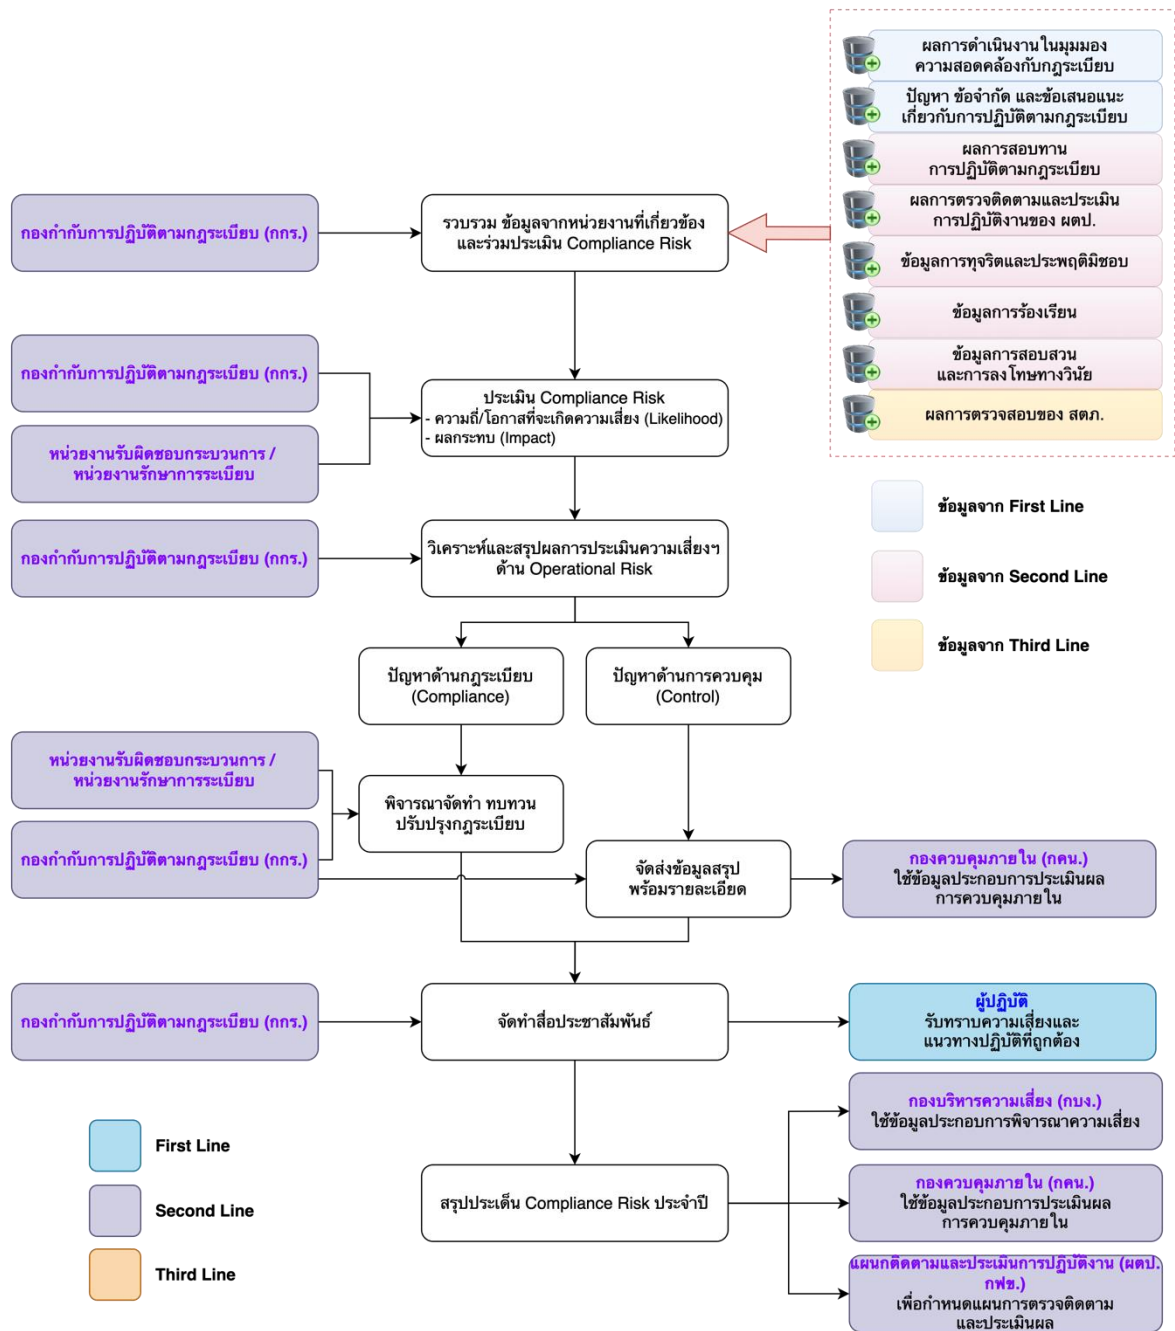 ผลการดำเนินงานในมุมมอง
ความสอดคล้องกับกฎระเบียบ
ปัญหา ข้อจำกัด และข้อเสนอแนะ
เกี่ยวกับการปฏิบัติตามกฎระเบียบ
ผลการสอบทาน
การปฏิบัติตามกฎระเบียบ
ผลการตรวจติดตามและประเมิน
การปฏิบัติงานของ ผตป.
ข้อมูลการทุจริตและประพฤติมิชอบ
ข้อมูลการร้องเรียน
ข้อมูลการสอบสวน
และการลงโทษทางวินัย
ผลการตรวจสอบของ สตภ.
ข้อมูลจาก First Line
ข้อมูลจาก Second Line
ข้อมูลจาก Third Line
กองกำกับการปฏิบัติตามกฎระเบียบ (กกร.)
รวบรวม ข้อมูลจากหน่วยงานที่เกี่ยวข้อง
และร่วมประเมิน Compliance Risk
กองกำกับการปฏิบัติตามกฎระเบียบ (กกร.)
หน่วยงานรับผิดชอบกระบวนการ /
หน่วยงานรักษาการระเบียบ
ประเมิน Compliance Risk
- ความถี่/โอกาสที่จะเกิดความเสี่ยง (Likelihood)
- ผลกระทบ (Impact)
กองกำกับการปฏิบัติตามกฎระเบียบ (กกร.)
วิเคราะห์และสรุปผลการประเมินความเสี่ยงฯ
ด้าน Operational Risk
ปัญหาด้านกฎระเบียบ
(Compliance)
ปัญหาด้านการควบคุม
(Control)
หน่วยงานรับผิดชอบกระบวนการ /
หน่วยงานรักษาการระเบียบ
กองกำกับการปฏิบัติตามกฎระเบียบ (กกร.)
พิจารณาจัดทำ ทบทวน
ปรับปรุงกฎระเบียบ
จัดส่งข้อมูลสรุป
พร้อมรายละเอียด
กองควบคุมภายใน (กคน.)
ใช้ข้อมูลประกอบการประเมินผล
การควบคุมภายใน
กองกำกับการปฏิบัติตามกฎระเบียบ (กกร.)
จัดทำสื่อประชาสัมพันธ์
ผู้ปฏิบัติ
รับทราบความเสี่ยงและ
แนวทางปฏิบัติที่ถูกต้อง
สรุปประเด็น Compliance Risk ประจำปี
กองบริหารความเสี่ยง (กบง.)
ใช้ข้อมูลประกอบการพิจารณาความเสี่ยง
กองควบคุมภายใน (กคน.)
ใช้ข้อมูลประกอบการประเมินผล
การควบคุมภายใน
แผนกติดตามและประเมินการปฏิบัติงาน (ผตป.
กฟข.)
เพื่อกำหนดแผนการตรวจติดตาม
และประเมินผล
First Line
Second Line
Third Line